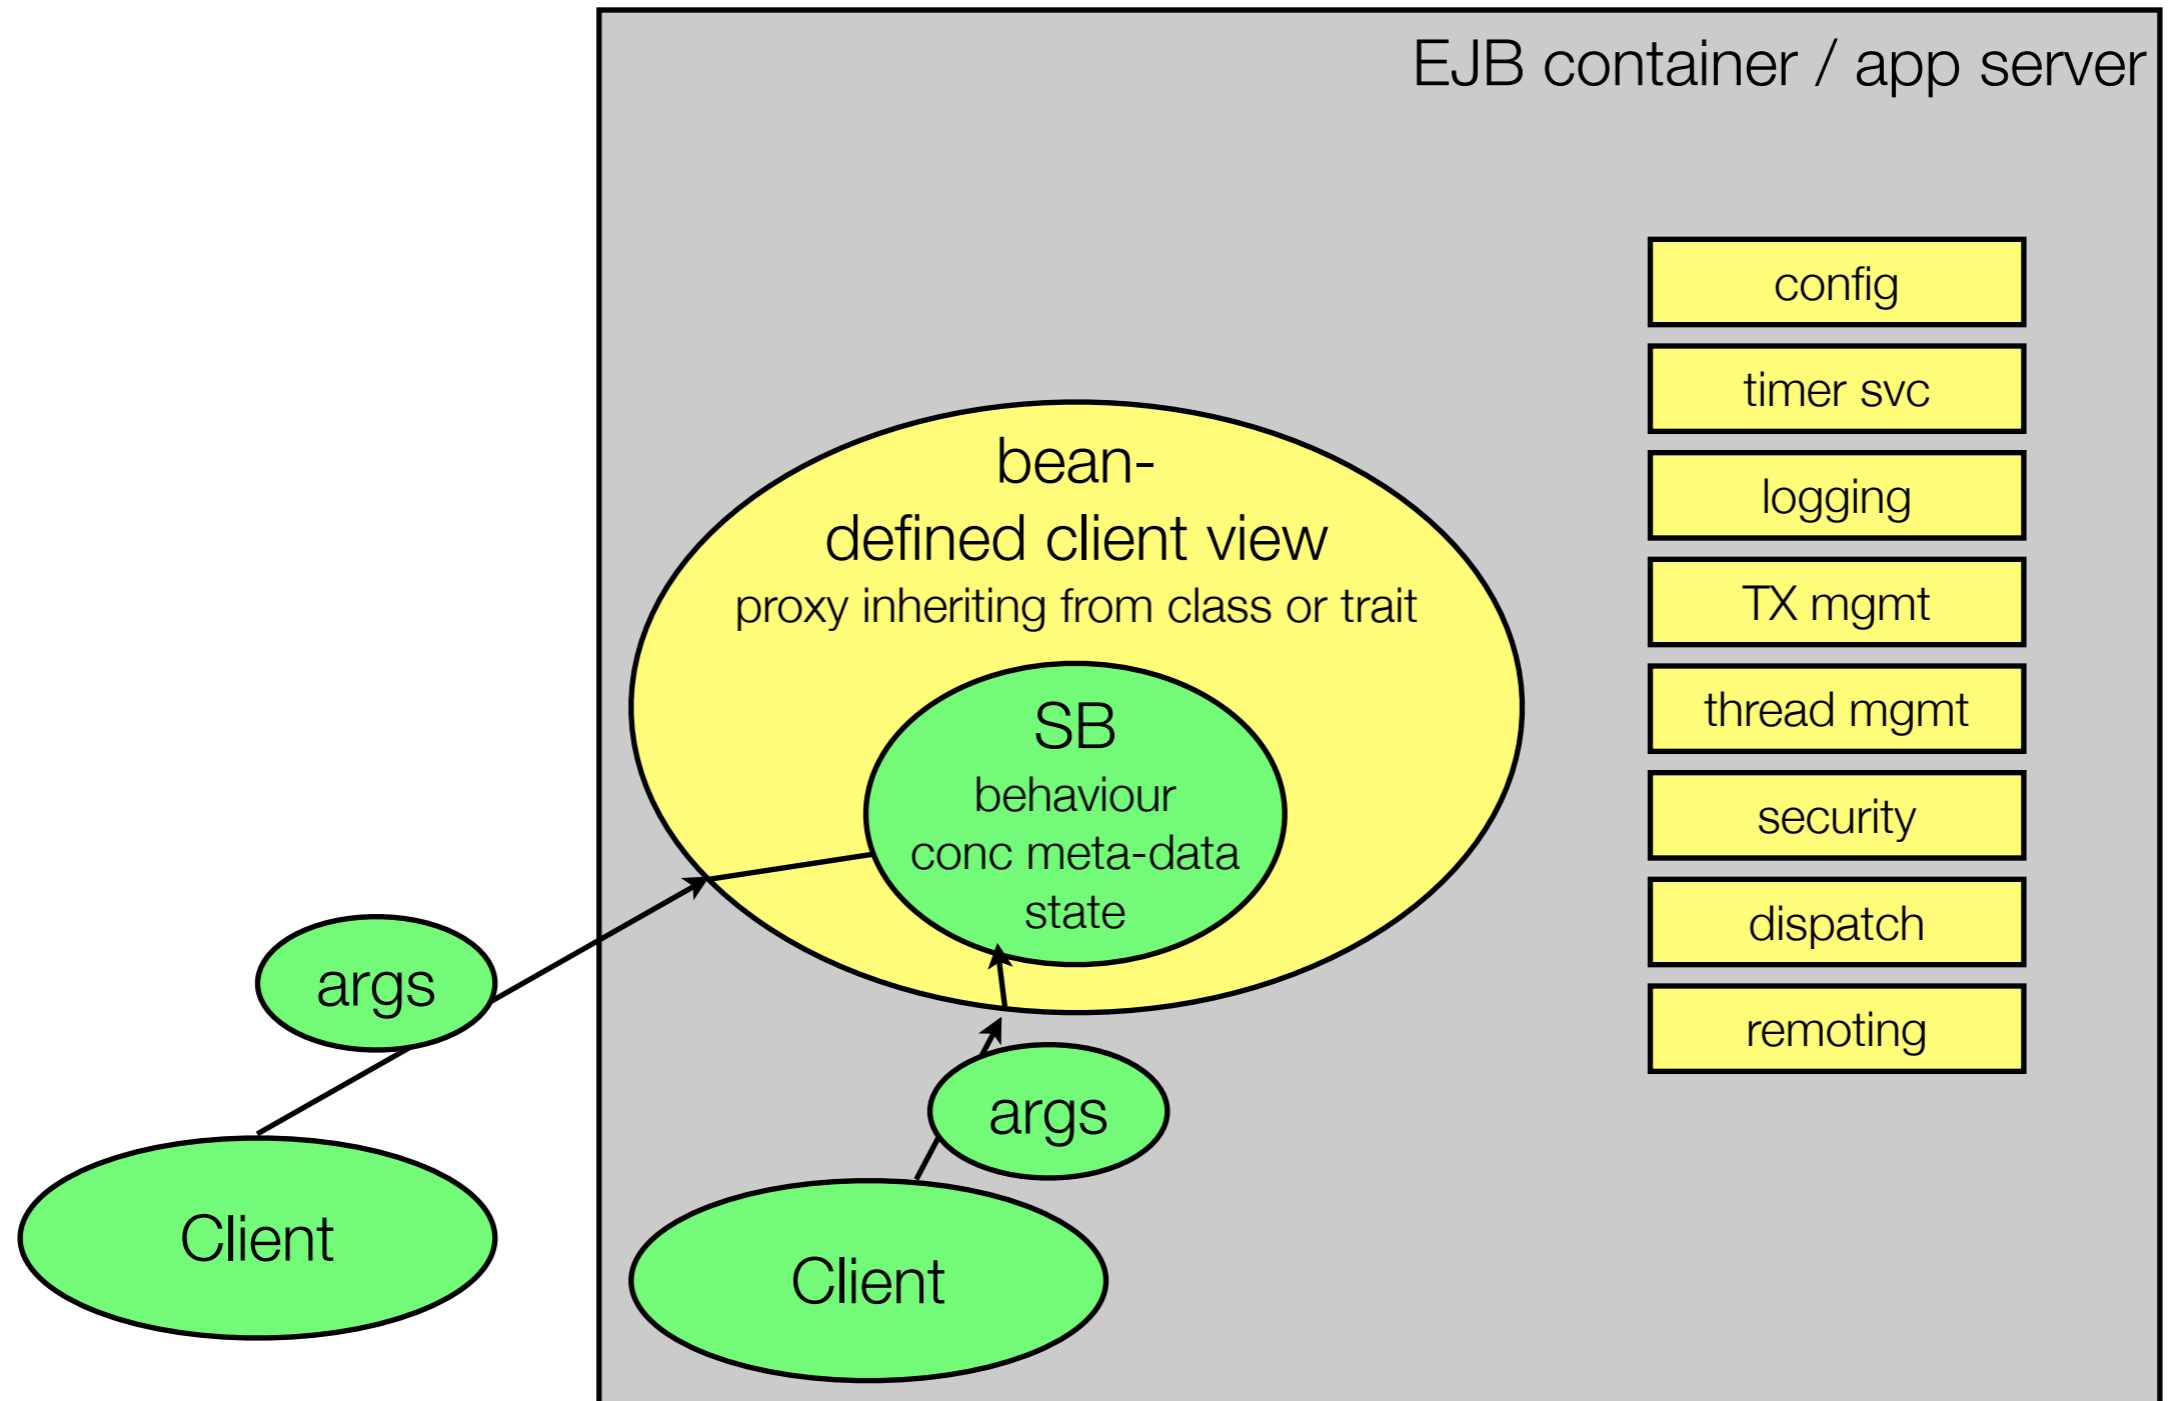 EJB container / app server
config
timer svc
logging
TX mgmt
thread mgmt
security
dispatch
remoting
bean-
defined client view
proxy inheriting from class or trait
SB
behaviour
conc meta-data
state
args
args
Client
Client